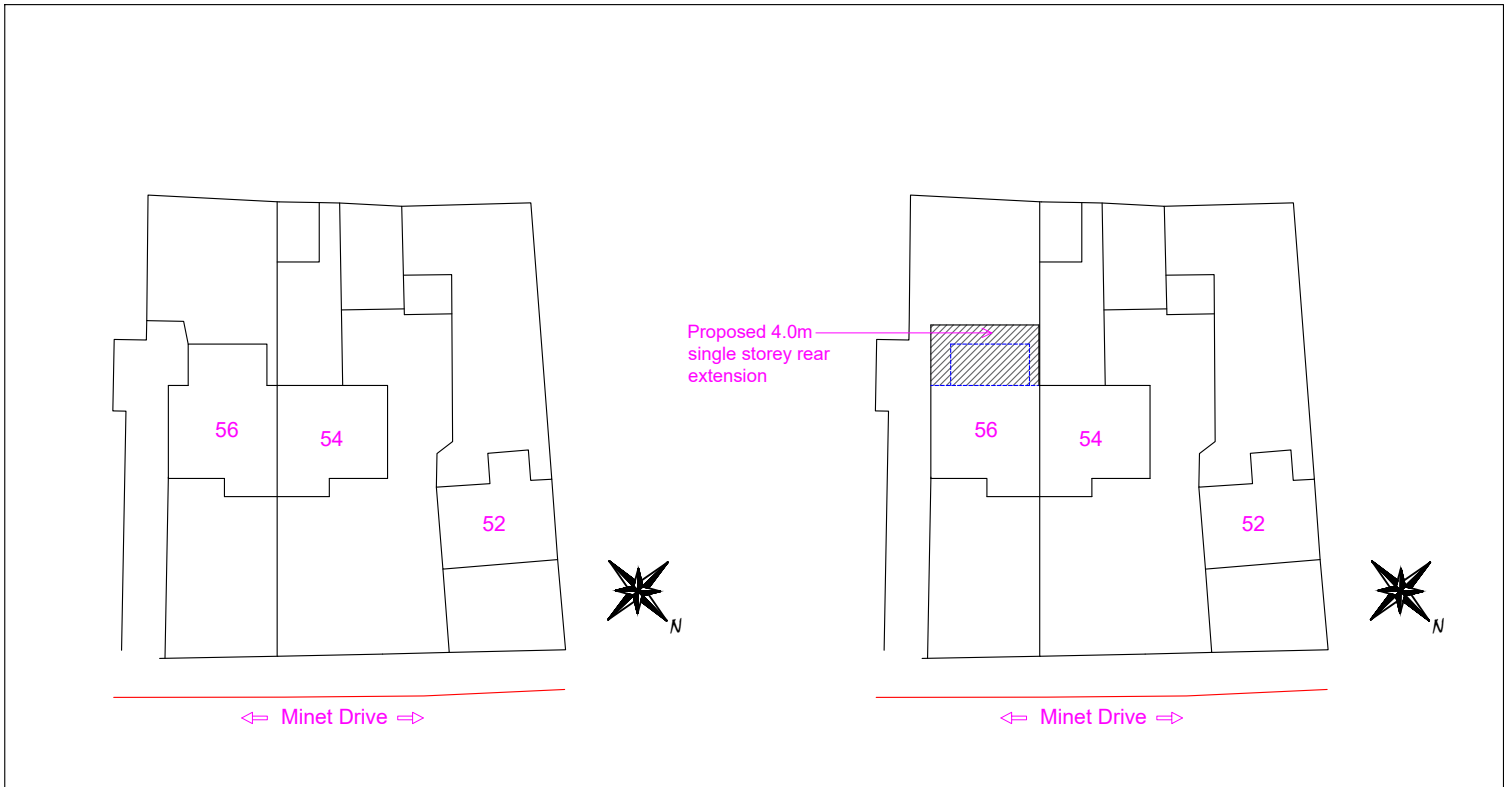 56
54
52
N
⇦ Minet Drive ⇨
Proposed 4.0m
single storey rear
extension
56
54
52
N
⇦ Minet Drive ⇨